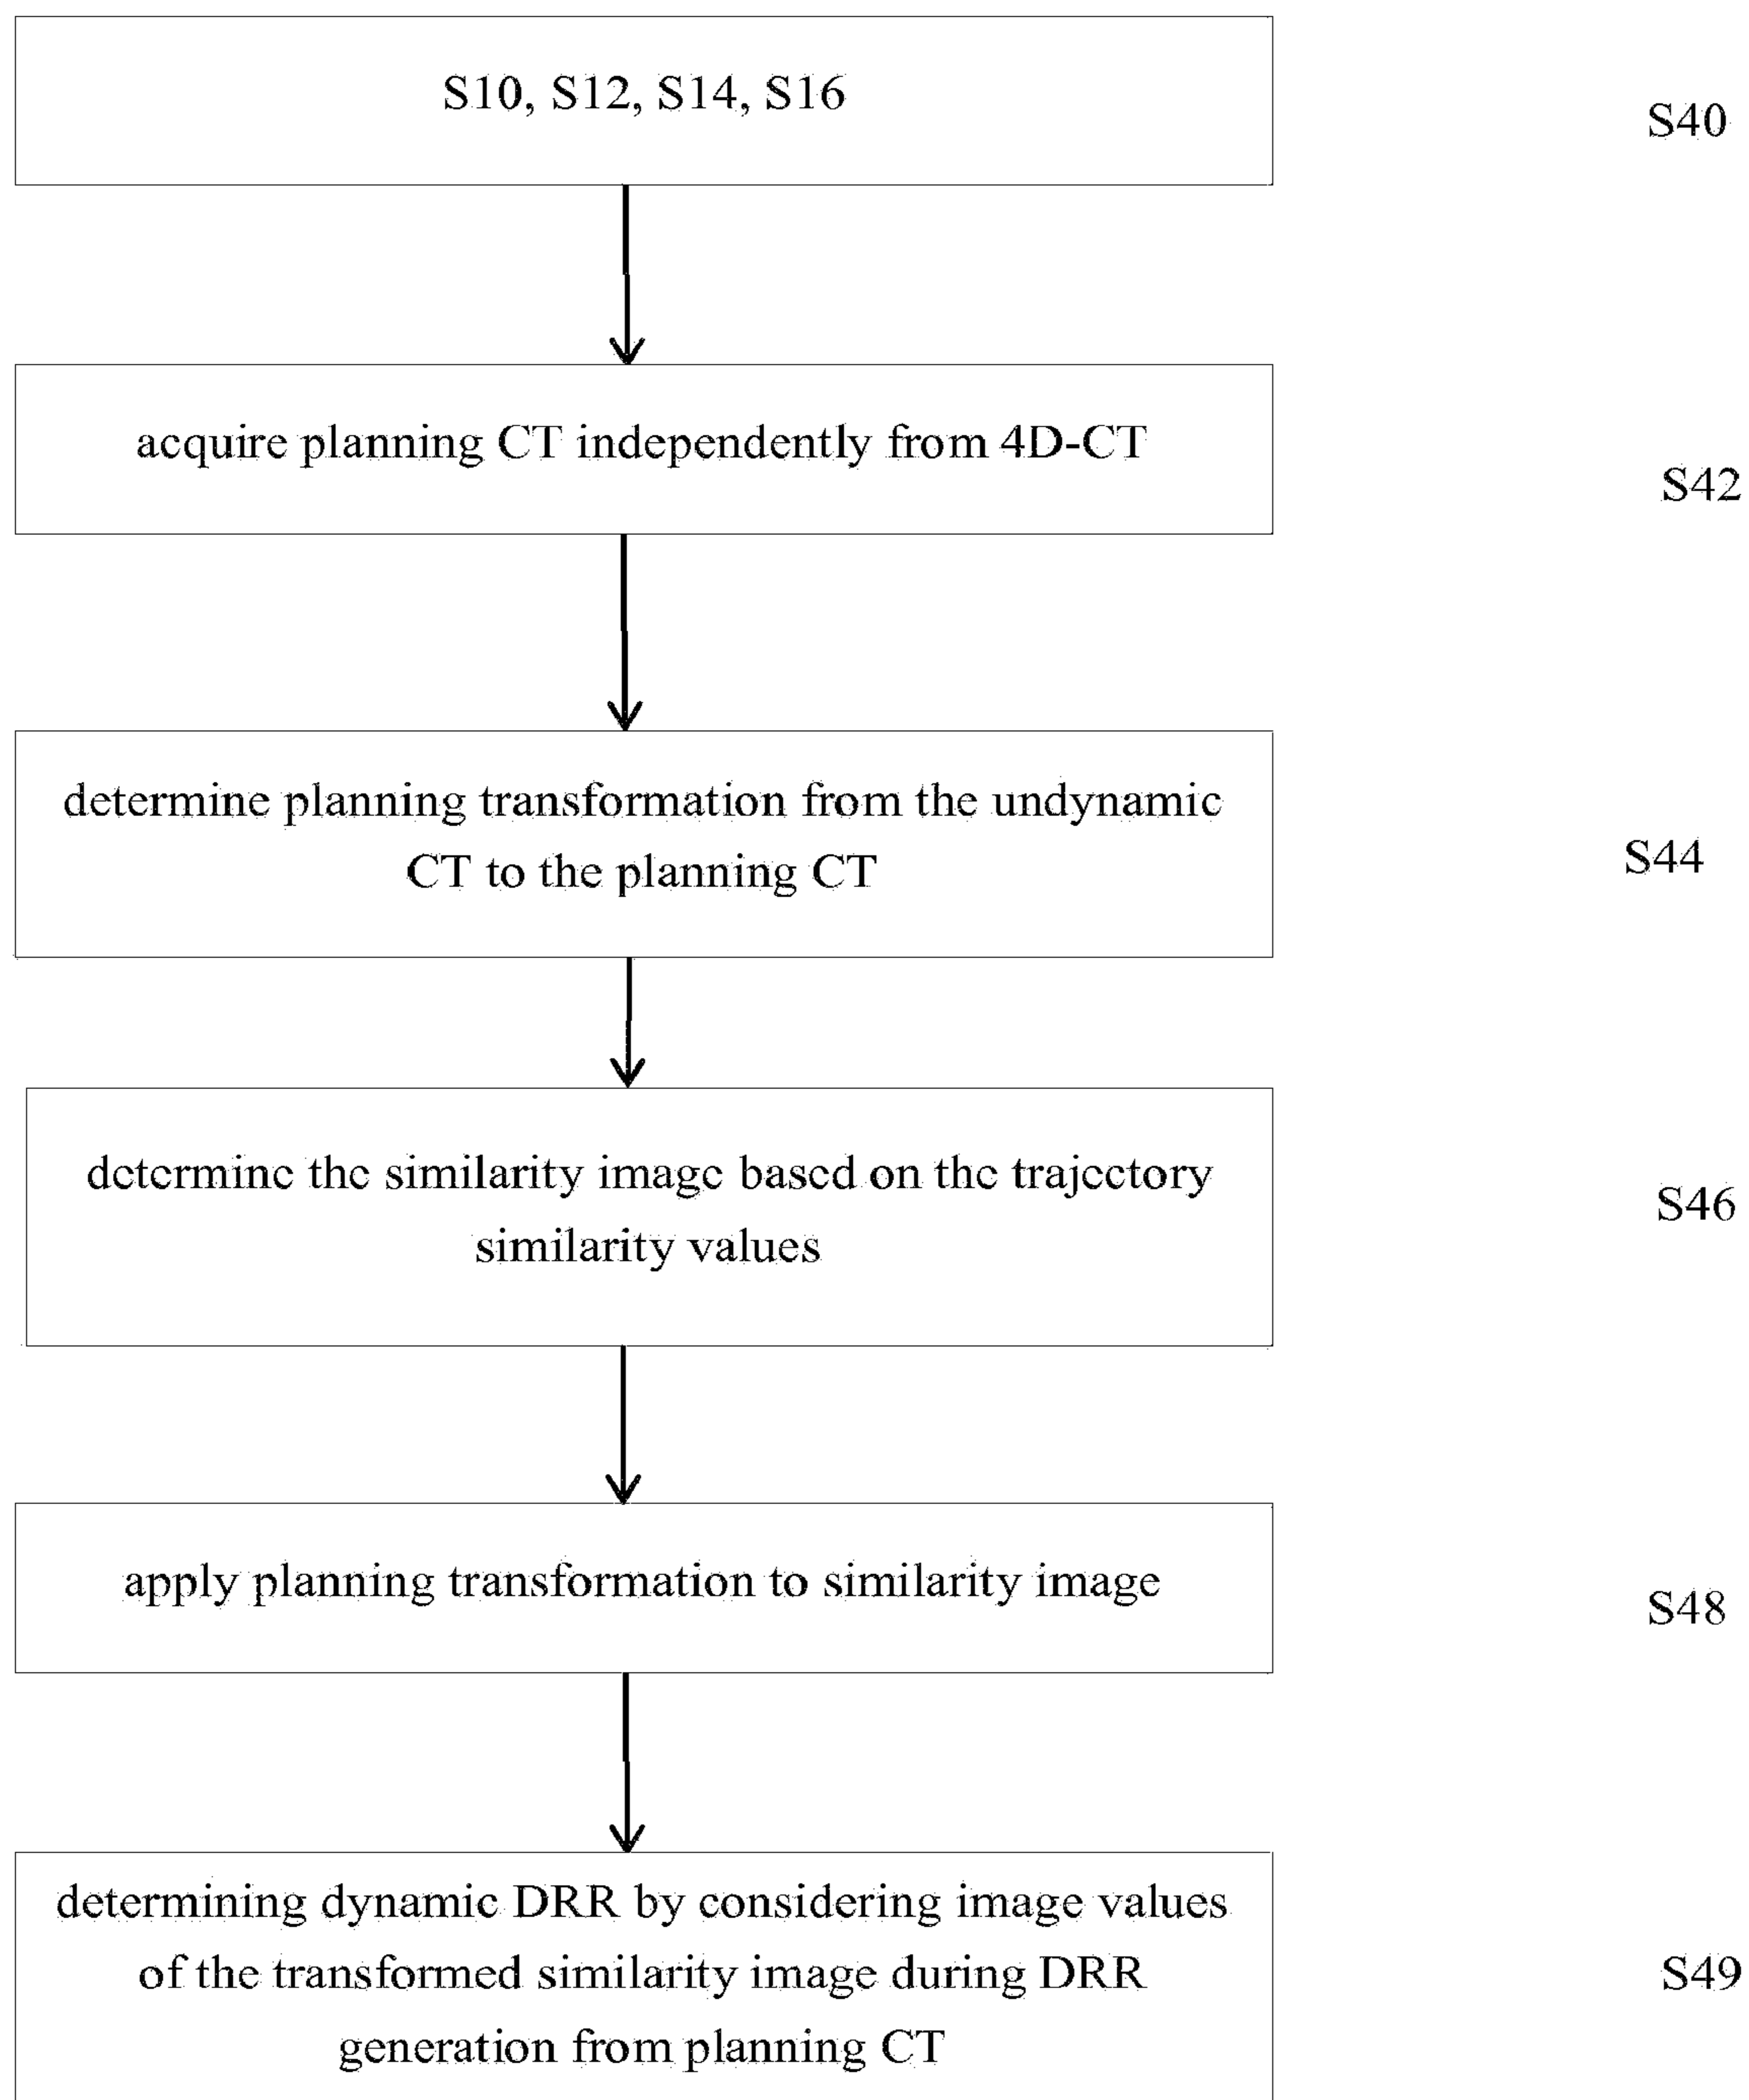 S10, S12, S14, S16
S40
acquire planning CT independently from 4D-CT
S42
determine planning transformation from the undynamic
CT to the planning CT
S44
determine the similarity image based on the trajectory
similarity values
S46
apply planning transformation to similarity image
S48
determining dynamic DRR by considering image values
of the transformed similarity image during DRR
generation from planning CT
S49